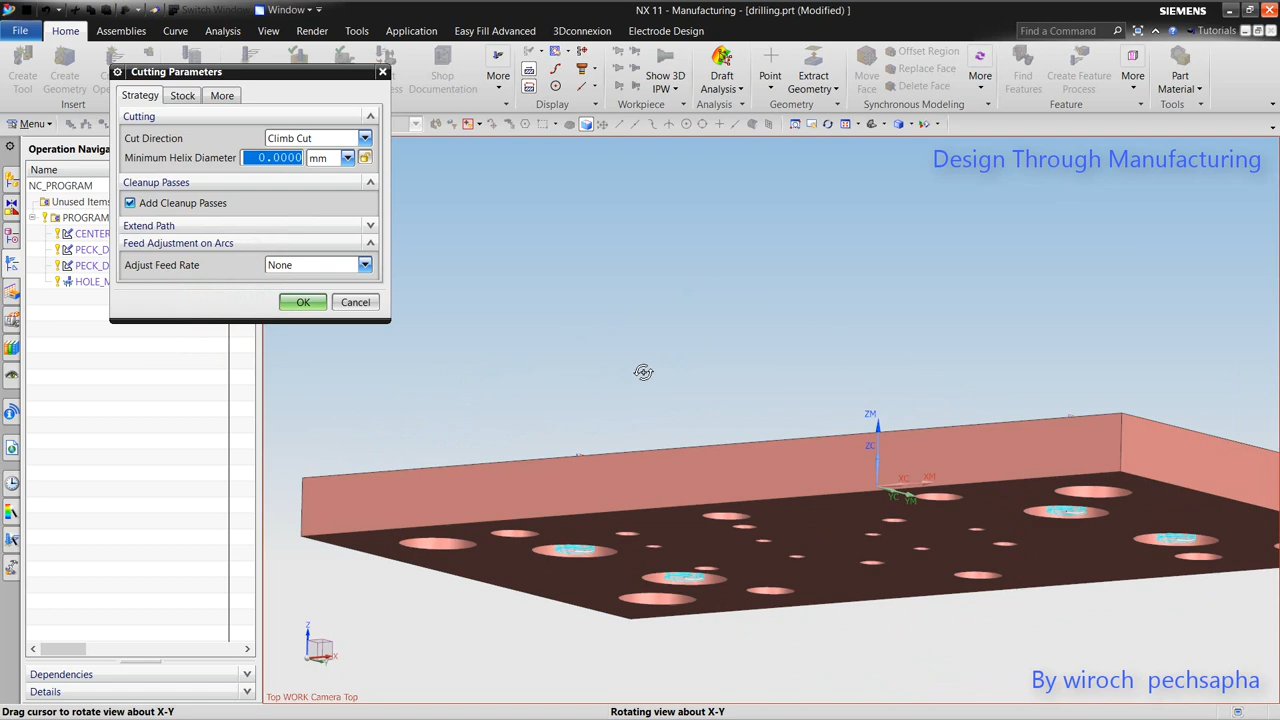 Switch Window
Window
NX 11 - Manufacturing - [drilling.prt (Modified) ]
SIEMENS
File
Home
Assemblies
Curve
Analysis
View
Render
Tools
Application
Easy Fill Advanced
3Dconnexion
Electrode Design
Find a Command
Tutorials
Create Tool
Create Geometry
Shop Documentation
More
Show 3D IPW
Draft Analysis
Point
Extract Geometry
Move Face
Offset Region
Replace Face
Delete Face
More
Find Features
Create Feature Process
More
Part Material
Insert
Display
Workpiece
Analysis
Geometry
Synchronous Modeling
Feature
Tools
Menu
Cutting Parameters
Strategy
Stock
More
Cutting
Cut Direction
Climb Cut
Minimum Helix Diameter
0.0000
mm
Cleanup Passes
Add Cleanup Passes
Extend Path
Feed Adjustment on Arcs
Adjust Feed Rate
None
OK
Cancel
Operation Naviga
Name
NC_PROGRAM
Unused Items
PROGRAM
CENTER
PECK_D
PECK_D
HOLE_M
Dependencies
Details
Design Through Manufacturing
ZM
ZC
XC
XM
YC
YM
Z
X
Top WORK Camera Top
By wiroch pechsapha
Drag cursor to rotate view about X-Y
Rotating view about X-Y